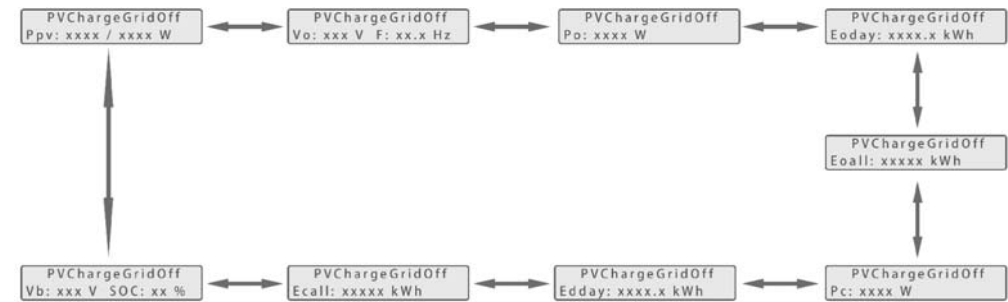 PVChargeGridOff
Ppv: xxxx / xxxx W
PVChargeGridOff
Vo: xxx V F: xx.x Hz
PVChargeGridOff
Po: xxxx W
PVChargeGridOff
Eoday: xxxx.x kWh
PVChargeGridOff
Eoall: xxxxx kWh
PVChargeGridOff
Vb: xxx V SOC: xx %
PVChargeGridOff
Ecall: xxxxx kWh
PVChargeGridOff
Edday: xxxx.x kWh
PVChargeGridOff
Pc: xxxx W